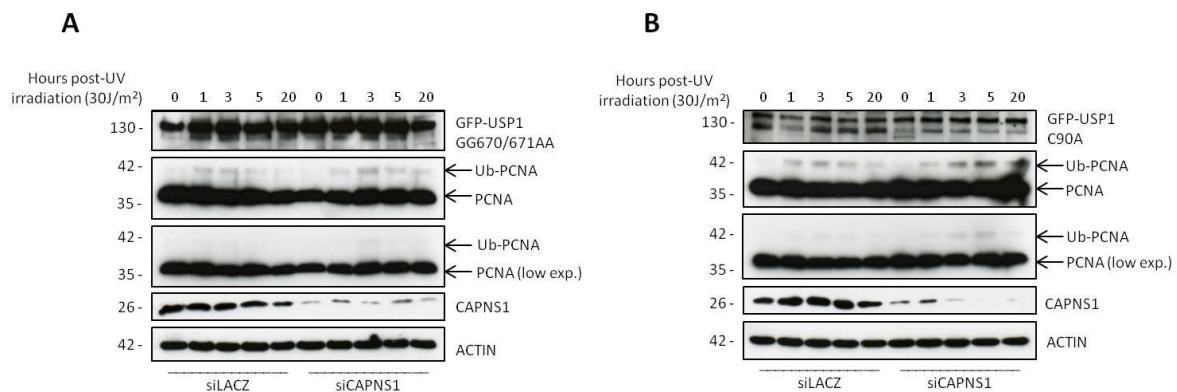 A
Hours post-UV
irradiation (30J/m²)
0 1 3 5 20 0 1 3 5 20
130 -
GFP-USP1
GG670/671AA
42 -
Ub-PCNA
35 -
PCNA
42 -
Ub-PCNA
35 -
PCNA (low exp.)
26 -
CAPNS1
42 -
ACTIN
siLACZ
siCAPNS1
B
Hours post-UV
irradiation (30J/m²)
0 1 3 5 20 0 1 3 5 20
130 -
GFP-USP1
C90A
42 -
Ub-PCNA
35 -
PCNA
42 -
Ub-PCNA
35 -
PCNA (low exp.)
26 -
CAPNS1
42 -
ACTIN
siLACZ
siCAPNS1